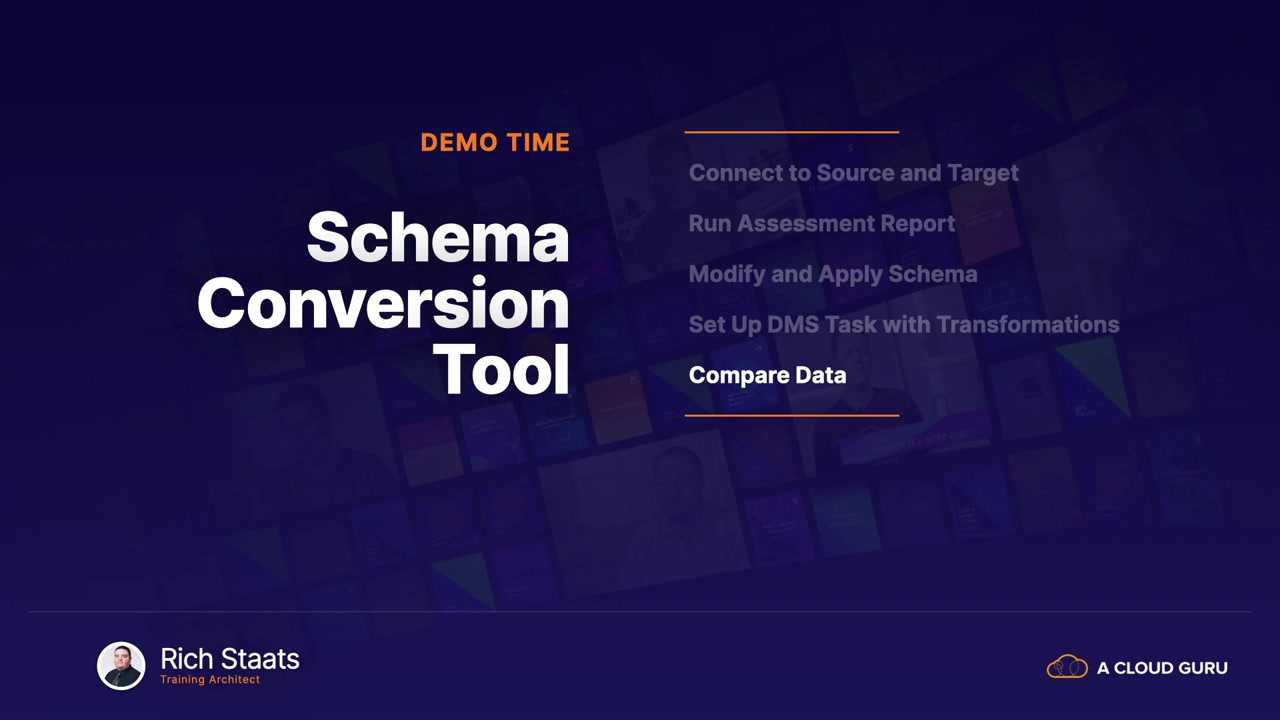 DEMO TIME
Schema
Conversion
Tool
Connect to Source and Target
Run Assessment Report
Modify and Apply Schema
Set Up DMS Task with Transformations
Compare Data
Rich Staats
Training Architect
A CLOUD GURU